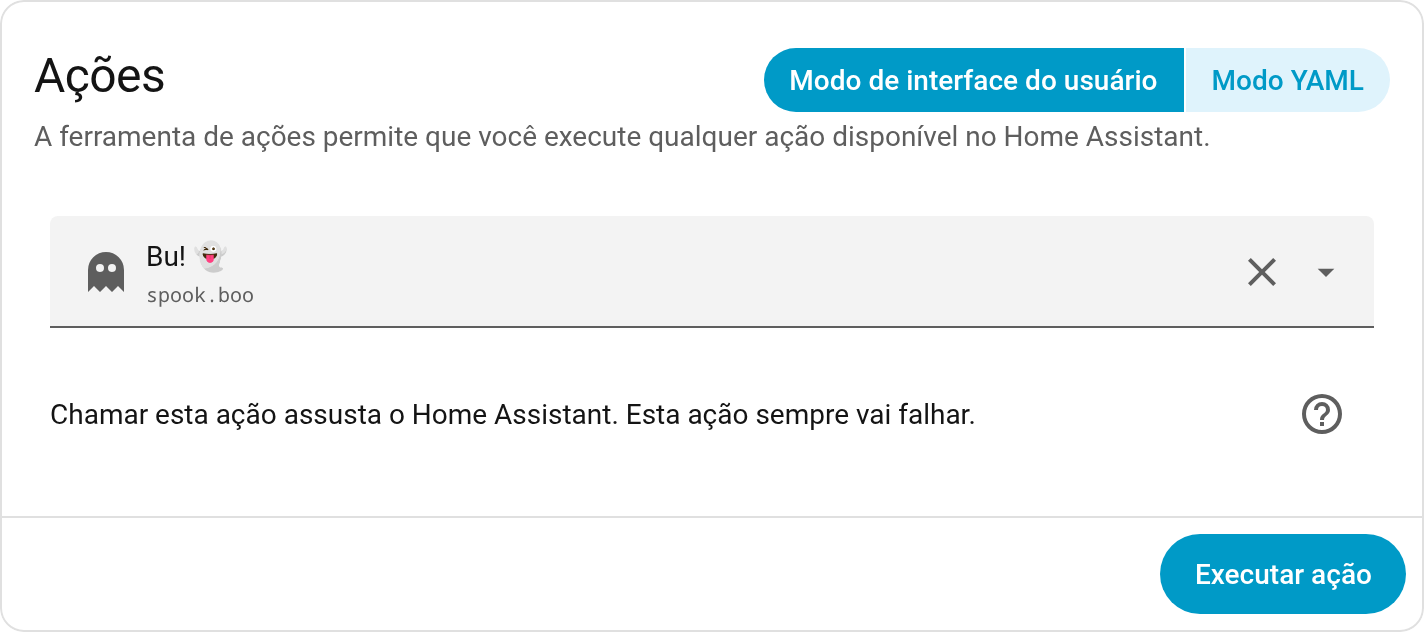 Ações
Modo de interface do usuário
Modo YAML
A ferramenta de ações permite que você execute qualquer ação disponível no Home Assistant.
Bu! 👻
spook.boo
Chamar esta ação assusta o Home Assistant. Esta ação sempre vai falhar.
Executar ação